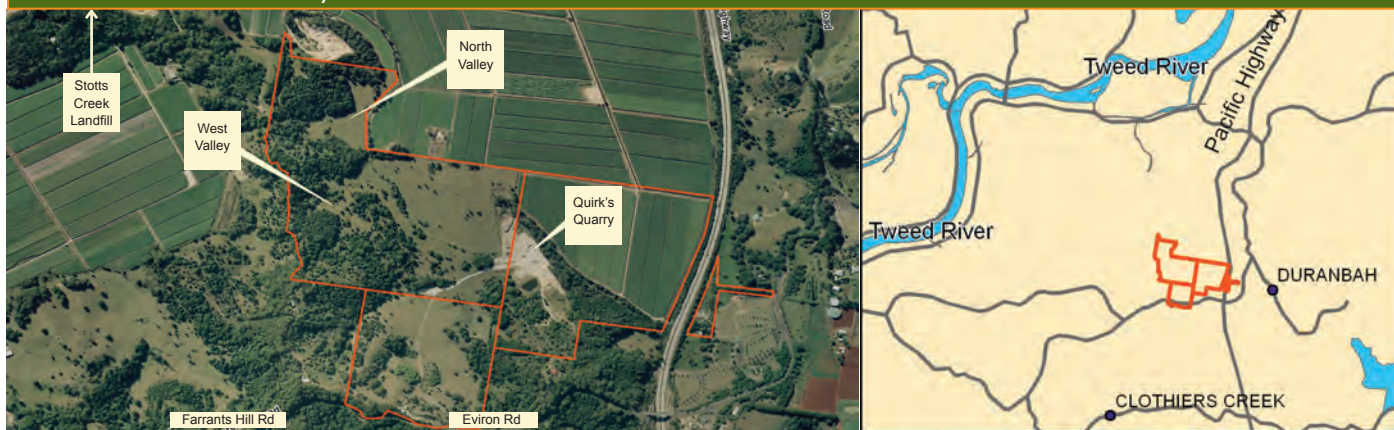 Stotts
Creek
Landfill
West
Valley
North
Valley
Quirk's
Quarry
Farrants Hill Rd
Eviron Rd
Tweed River
Pacific Highway
Tweed River
DURANBAH
CLOTHIERS CREEK